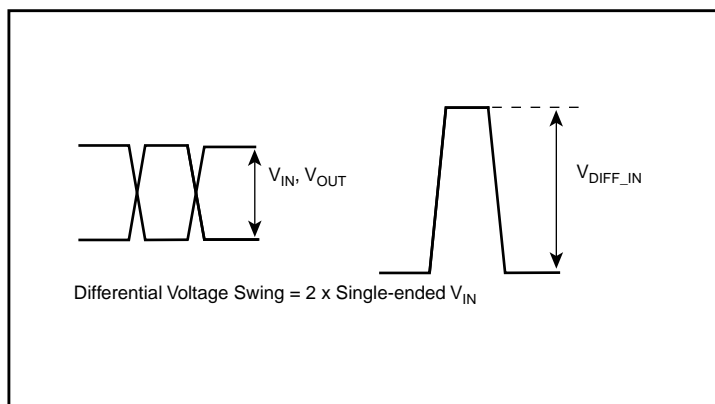 V_IN, V_OUT
V_DIFF_IN
Differential Voltage Swing = 2 x Single-ended V_IN